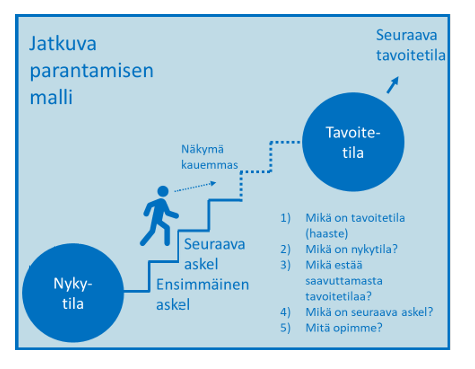 Jatkuva
parantamisen
malli
Seuraava
tavoitetila
Tavoite-
tila
Näkymä
kauemmas
Seuraava
askel
Ensimmäinen
askel
Nyky-
tila
1) Mikä on tavoitetila
(haaste)
2) Mikä on nykytila?
3) Mikä estää
saavuttamasta
tavoitetilaa?
4) Mikä on seuraava askel?
5) Mitä opimme?